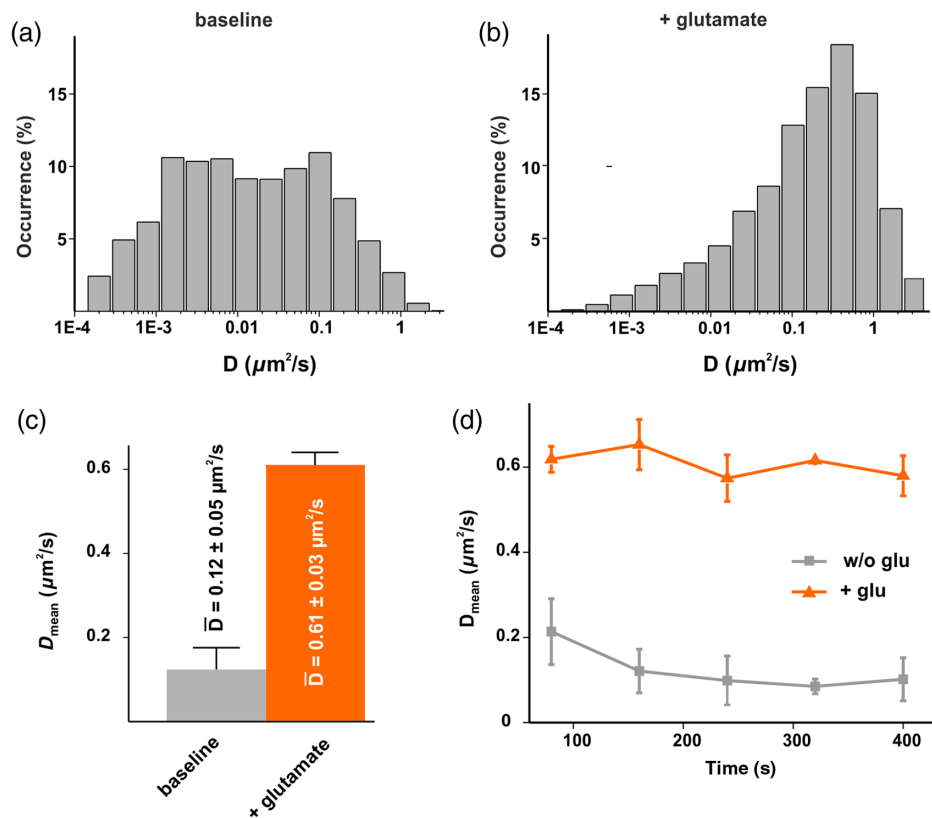 (a)
baseline
Occurrence (%)
15
10
5
1E-4
1E-3
0.01
0.1
1
D (µm²/s)
(b)
+ glutamate
Occurrence (%)
15
10
5
1E-4
1E-3
0.01
0.1
1
D (µm²/s)
(c)
D̅ = 0.12 ± 0.05 µm²/s
D̅ = 0.61 ± 0.03 µm²/s
Dmean (µm²/s)
0.6
0.4
0.2
baseline
+ glutamate
(d)
Dmean (µm²/s)
0.6
0.4
0.2
0
w/o glu
+ glu
100
200
300
400
Time (s)